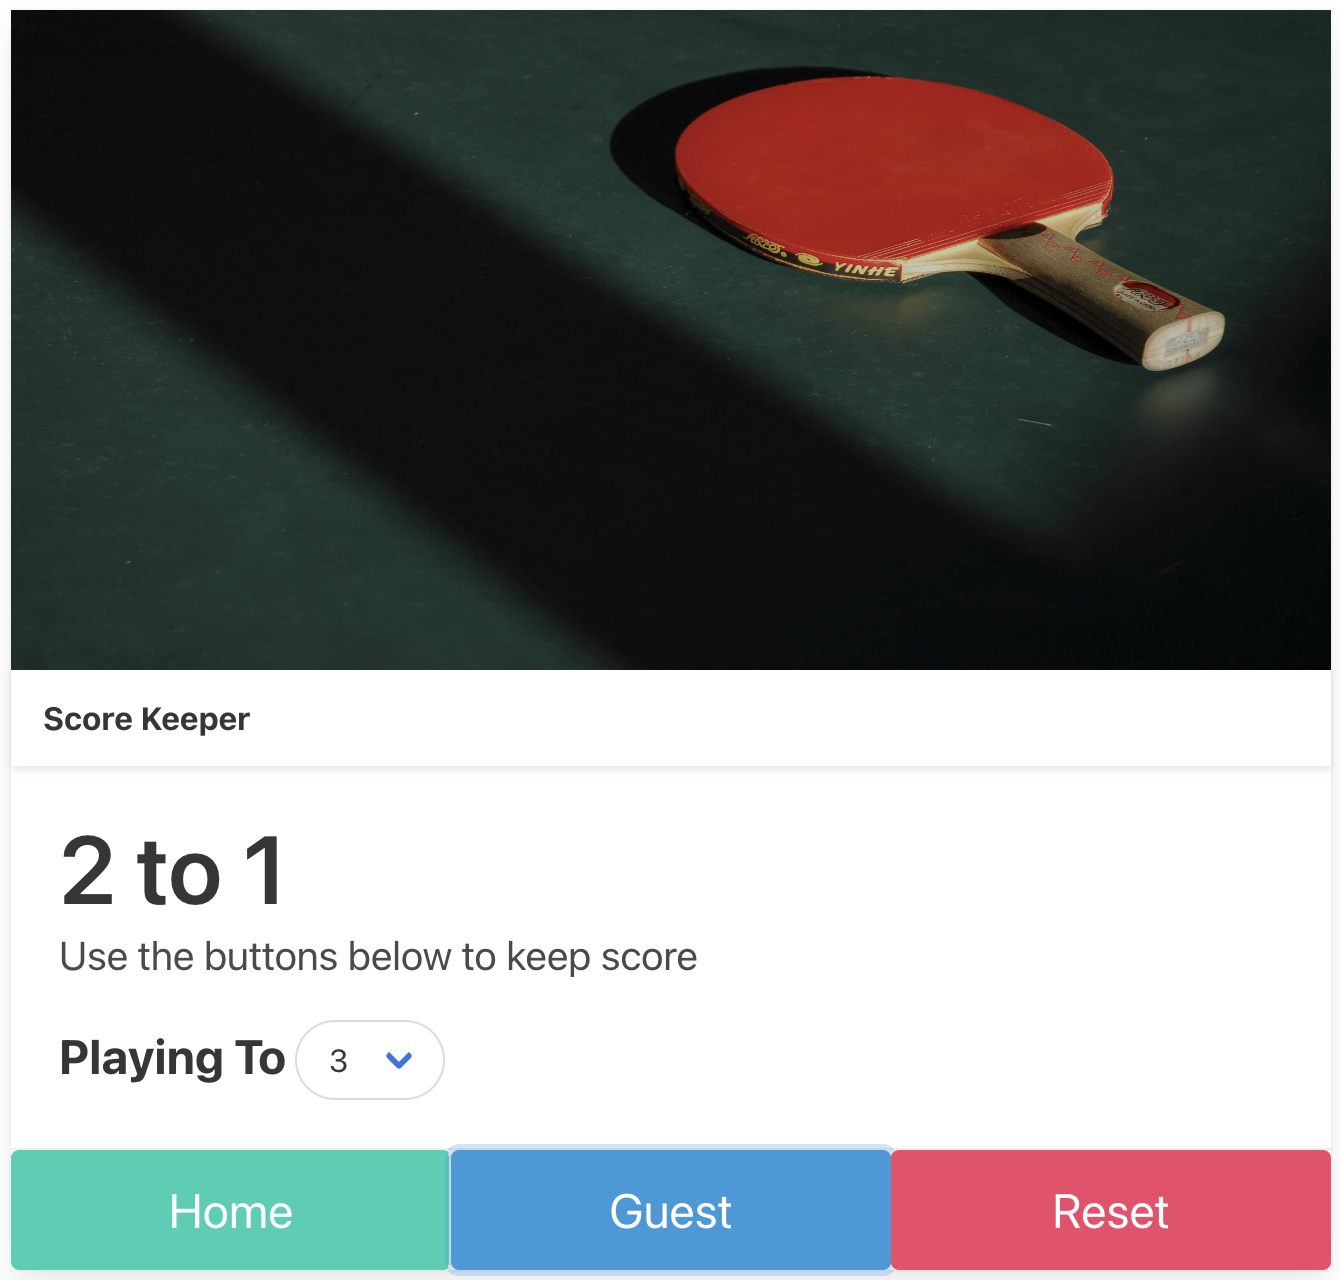 YINHE
Score Keeper
2 to 1
Use the buttons below to keep score
Playing To 3
Home
Guest
Reset